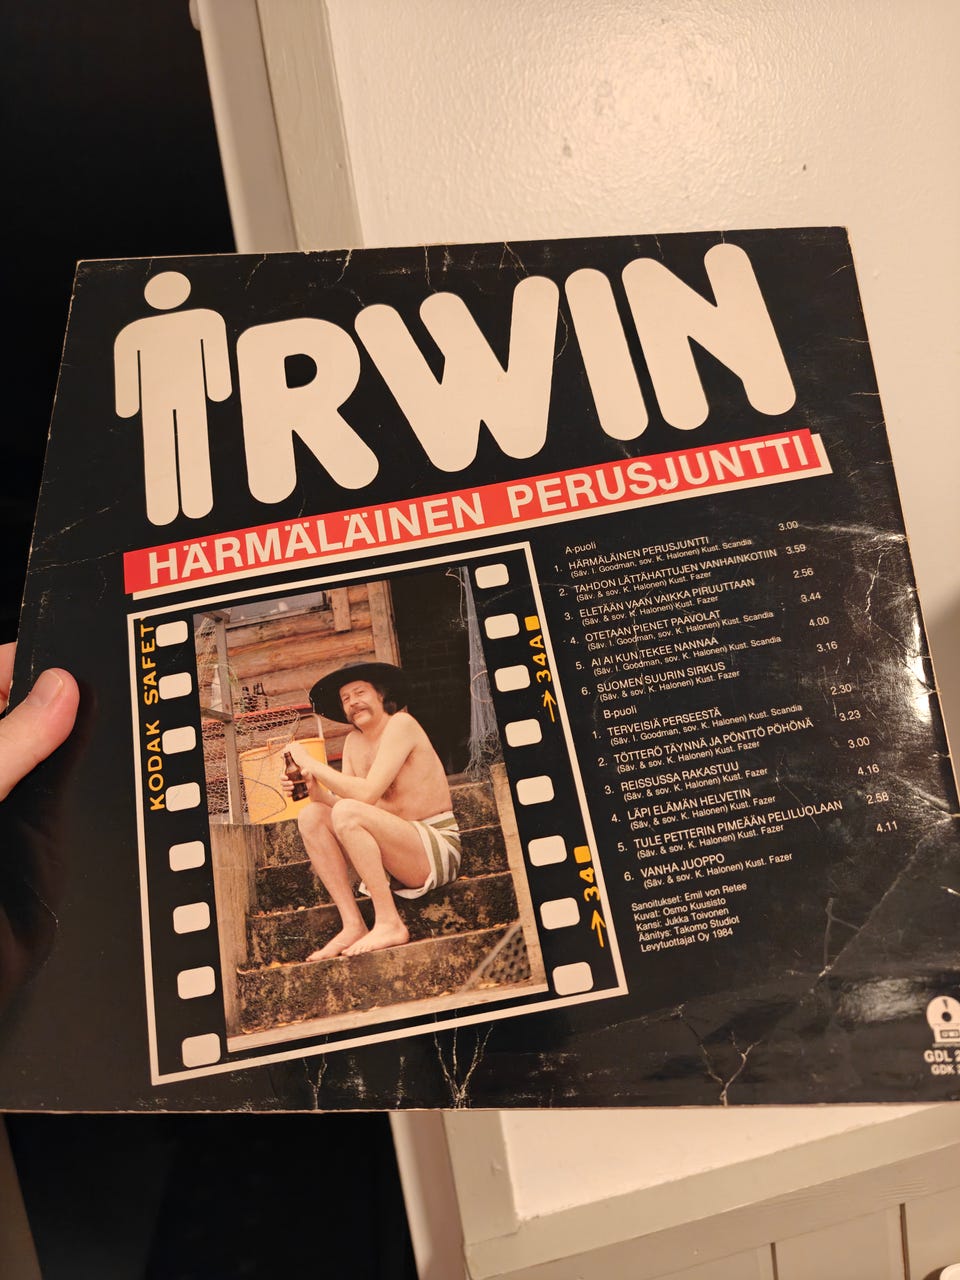 IRWIN
HÄRMÄLÄINEN PERUSJUNTTI
KODAK SAFET
→ 34A
→ 34
A-puoli
1. HÄRMÄLÄINEN PERUSJUNTTI 3.00
(Säv. I. Goodman, sov. K. Halonen) Kust. Scandia
2. TAHDON LÄTTÄHATTUJEN VANHAINKOTIIN 3.59
(Säv. & sov. K. Halonen) Kust. Fazer
3. ELETÄÄN VAAN VAIKKA PIRUUTTAAN 2.56
(Säv. & sov. K. Halonen) Kust. Fazer
4. OTETAAN PIENET PAAVOLAT 3.44
(Säv. I. Goodman, sov. K. Halonen) Kust. Scandia
5. AI AI KUN TEKEE NANNAA 4.00
(Säv. I. Goodman, sov. K. Halonen) Kust. Scandia
6. SUOMEN SUURIN SIRKUS 3.16
(Säv. & sov. K. Halonen) Kust. Fazer
B-puoli
1. TERVEISIÄ PERSEESTÄ 2.30
(Säv. I. Goodman, sov. K. Halonen) Kust. Scandia
2. TÖTTERÖ TÄYNNÄ JA PÖNTTÖ PÖHÖNÄ 3.23
(Säv. & sov. K. Halonen) Kust. Fazer
3. REISSUSSA RAKASTUU 3.00
(Säv. & sov. K. Halonen) Kust. Fazer
4. LÄPI ELÄMÄN HELVETIN 4.16
(Säv. & sov. K. Halonen) Kust. Fazer
5. TULE PETTERIN PIMEÄÄN PELILUOLAAN 2.58
(Säv. & sov. K. Halonen) Kust. Fazer
6. VANHA JUOPPO 4.11
(Säv. & sov. K. Halonen) Kust. Fazer
Sanoitukset: Emil von Retee
Kuvat: Osmo Kuusisto
Kansi: Jukka Toivonen
Äänitys: Takomo Studiot
Levytuottajat Oy 1984
GDL 2
GDK